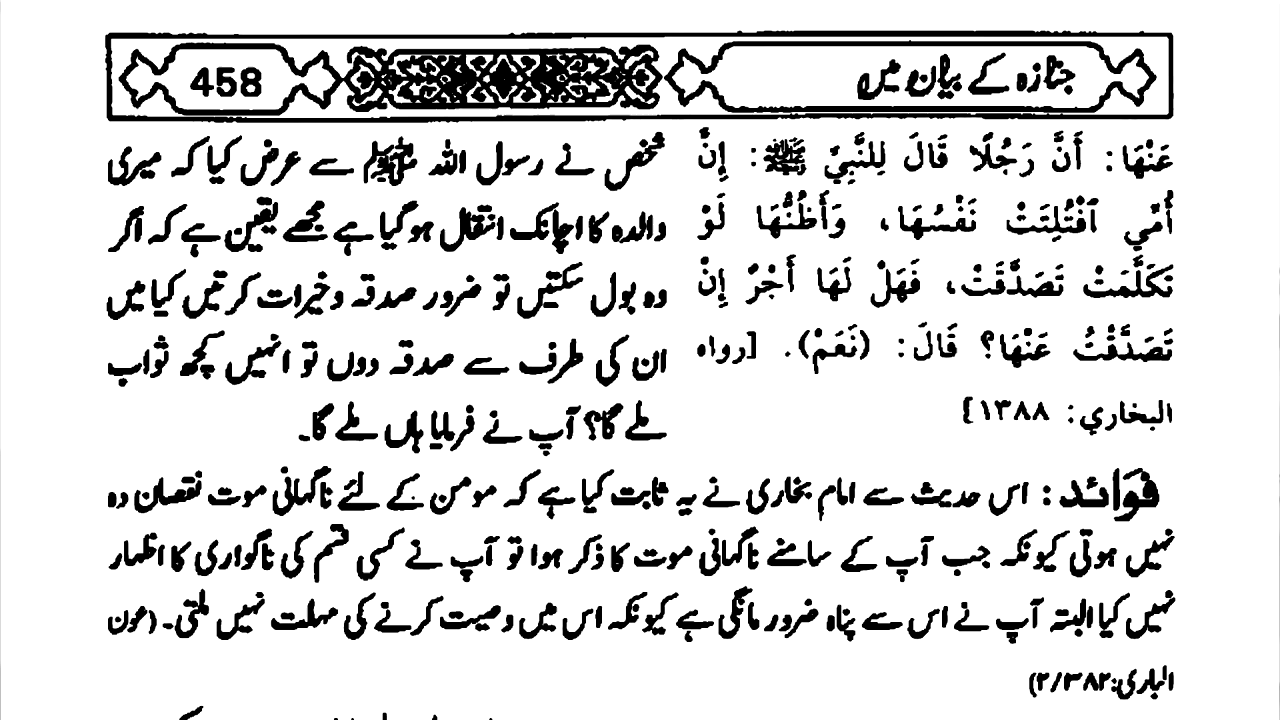 جنازہ کے بیان میں
458
عَنْهَا: أَنَّ رَجُلًا قَالَ لِلنَّبِيِّ ﷺ: إِنَّ
أُمِّي ٱفْتُلِتَتْ نَفْسُهَا، وَأَظُنُّهَا لَوْ
تَكَلَّمَتْ تَصَدَّقَتْ، فَهَلْ لَهَا أَجْرٌ إِنْ
تَصَدَّقْتُ عَنْهَا؟ قَالَ: (نَعَمْ). [رواه
البخاري: ١٣٨٨]
شخص نے رسول اللہ ﷺ سے عرض کیا کہ میری
والدہ کا اچانک انتقال ہوگیا ہے مجھے یقین ہے کہ اگر
وہ بول سکتیں تو ضرور صدقہ وخیرات کرتیں کیا میں
ان کی طرف سے صدقہ دوں تو انہیں کچھ ثواب
ملے گا؟ آپ نے فرمایا ہاں ملے گا۔
فوَائد: اس حدیث سے امام بخاری نے یہ ثابت کیا ہے کہ مومن کے لئے ناگہانی موت نقصان دہ
نہیں ہوتی کیونکہ جب آپ کے سامنے ناگہانی موت کا ذکر ہوا تو آپ نے کسی قسم کی ناگواری کا اظہار
نہیں کیا البتہ آپ نے اس سے پناہ ضرور مانگی ہے کیونکہ اس میں وصیت کرنے کی مہلت نہیں ملتی۔ (عون
الباری:۲/۳۸۲)